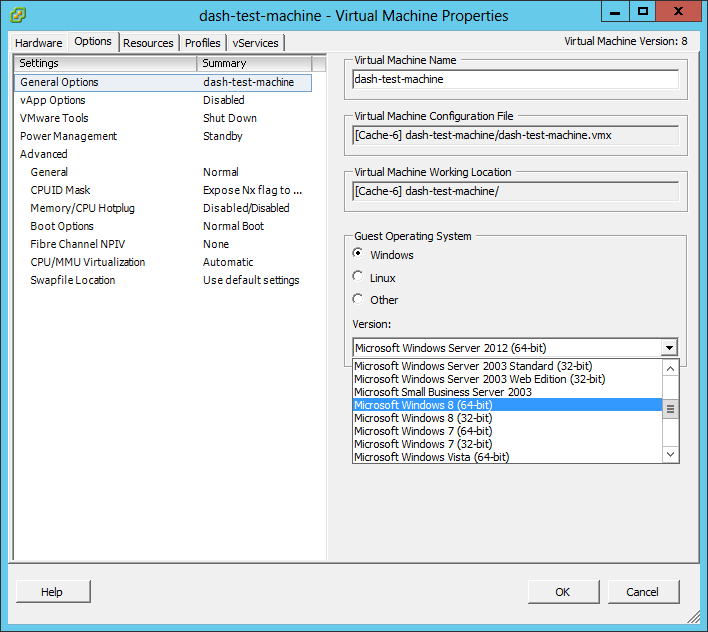 dash-test-machine - Virtual Machine Properties
Hardware Options Resources Profiles vServices Virtual Machine Version: 8
Settings Summary
General Options dash-test-machine
vApp Options Disabled
VMware Tools Shut Down
Power Management Standby
Advanced
General Normal
CPUID Mask Expose Nx flag to ...
Memory/CPU Hotplug Disabled/Disabled
Boot Options Normal Boot
Fibre Channel NPIV None
CPU/MMU Virtualization Automatic
Swapfile Location Use default settings
Virtual Machine Name
dash-test-machine
Virtual Machine Configuration File
[Cache-6] dash-test-machine/dash-test-machine.vmx
Virtual Machine Working Location
[Cache-6] dash-test-machine/
Guest Operating System
Windows
Linux
Other
Version:
Microsoft Windows Server 2012 (64-bit)
Microsoft Windows Server 2003 Standard (32-bit)
Microsoft Windows Server 2003 Web Edition (32-bit)
Microsoft Small Business Server 2003
Microsoft Windows 8 (64-bit)
Microsoft Windows 8 (32-bit)
Microsoft Windows 7 (64-bit)
Microsoft Windows 7 (32-bit)
Microsoft Windows Vista (64-bit)
Help OK Cancel